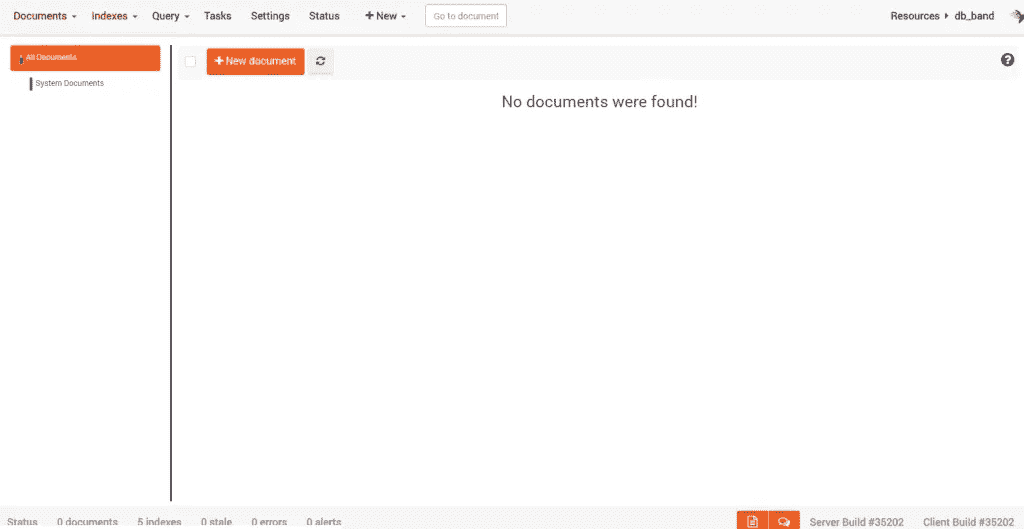 Documents Indexes Query Tasks Settings Status + New Go to document Resources db_band
All Documents
System Documents
+ New document
No documents were found!
Status 0 documents 5 indexes 0 stale 0 errors 0 alerts Server Build #35202 Client Build #35202